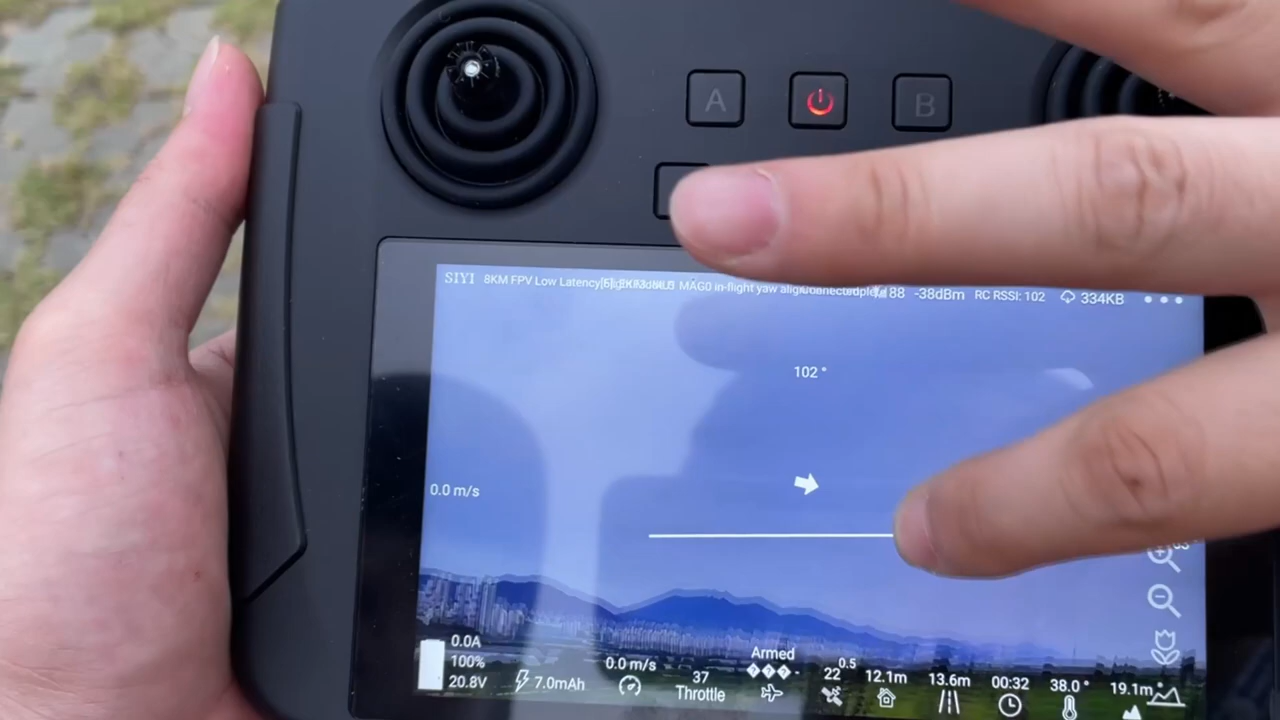 A
B
SIYI 8KM FPV Low Latency MAG0 in-flight yaw 88 -38dBm RC RSSI: 102 334KB
102 °
0.0 m/s
0.0A
100%
20.8V
7.0mAh
0.0 m/s
37
Throttle
Armed
22
0.5
12.1m
13.6m
00:32
38.0 °
19.1m